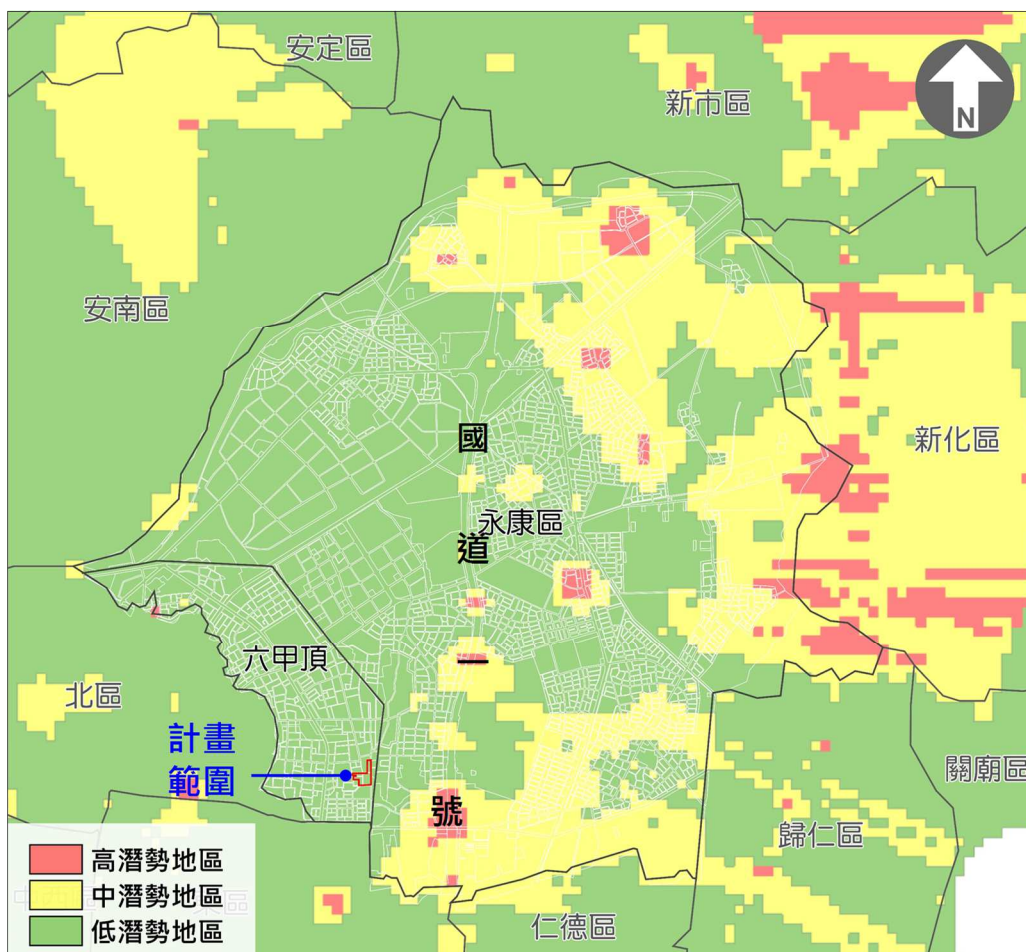 安定區
新市區
N
安南區
新化區
國
道
一
號
永康區
六甲頂
北區
計畫
範圍
關廟區
歸仁區
仁德區
高潛勢地區
中潛勢地區
低潛勢地區